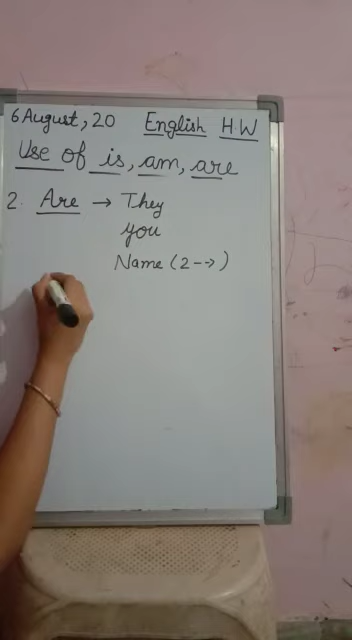 6 August, 20 English H.W
Use of is, am, are
2. Are → They
you
Name (2-->)